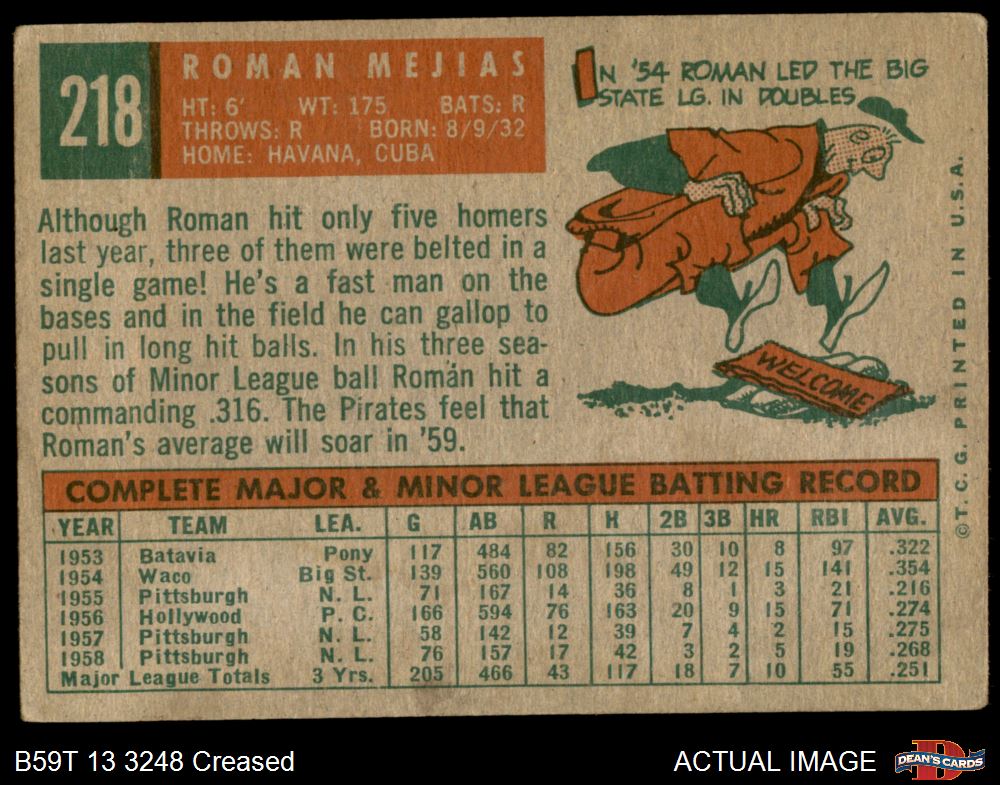 218
ROMAN MEJIAS
HT: 6' WT: 175 BATS: R
THROWS: R BORN: 8/9/32
HOME: HAVANA, CUBA
Although Roman hit only five homers
last year, three of them were belted in a
single game! He's a fast man on the
bases and in the field he can gallop to
pull in long hit balls. In his three sea-
sons of Minor League ball Román hit a
commanding .316. The Pirates feel that
Roman's average will soar in '59.
IN '54 ROMAN LED THE BIG
STATE LG. IN DOUBLES
WELCOME
©T.C.G. PRINTED IN U.S.A.
COMPLETE MAJOR & MINOR LEAGUE BATTING RECORD
YEAR TEAM LEA. G AB R H 2B 3B HR RBI AVG.
1953 Batavia Pony 117 484 82 156 30 10 8 97 .322
1954 Waco Big St. 139 560 108 198 49 12 15 141 .354
1955 Pittsburgh N. L. 71 167 14 36 8 1 3 21 .216
1956 Hollywood P. C. 166 594 76 163 20 9 15 71 .274
1957 Pittsburgh N. L. 58 142 12 39 7 4 2 15 .275
1958 Pittsburgh N. L. 76 157 17 42 3 2 5 19 .268
Major League Totals 3 Yrs. 205 466 43 117 18 7 10 55 .251
B59T 13 3248 Creased
ACTUAL IMAGE
D
DEAN'S CARDS